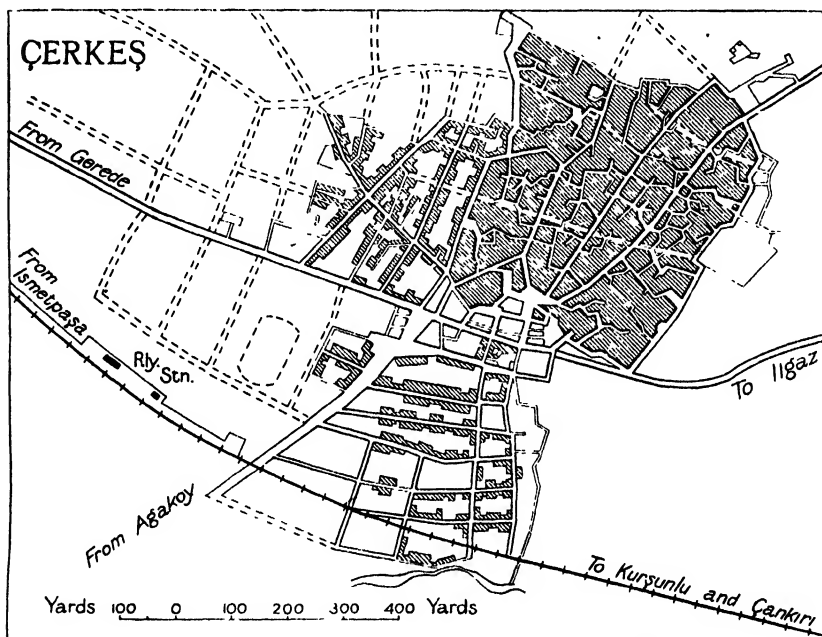 ÇERKEŞ
From Gerede
From
Ismetpaşa
Rly.
Stn.
To Ilgaz
From Agakoy
To Kurşunlu and Çankırı
Yards 100 0 100 200 300 400 Yards